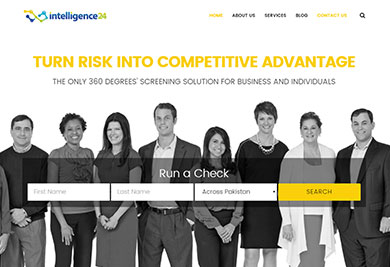 intelligence24
HOME ABOUT US SERVICES BLOG CONTACT US
TURN RISK INTO COMPETITIVE ADVANTAGE
THE ONLY 360 DEGREES' SCREENING SOLUTION FOR BUSINESS AND INDIVIDUALS
Run a Check
First Name Last Name Across Pakistan SEARCH